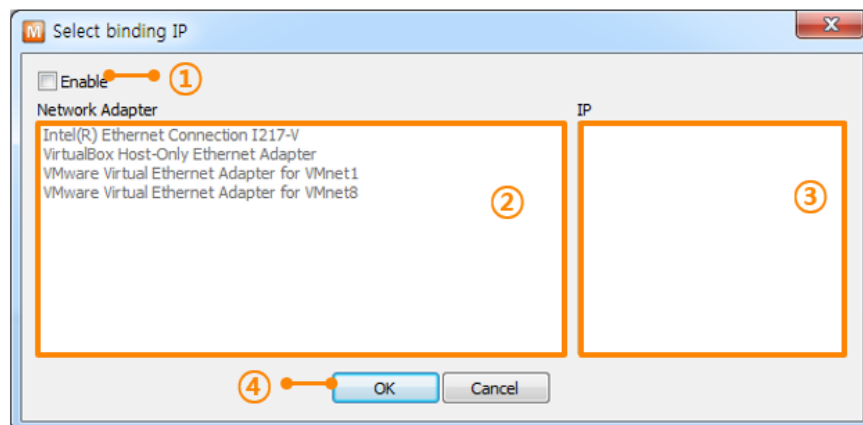 M Select binding IP X
Enable ①
Network Adapter IP
Intel(R) Ethernet Connection I217-V
VirtualBox Host-Only Ethernet Adapter
VMware Virtual Ethernet Adapter for VMnet1
VMware Virtual Ethernet Adapter for VMnet8
② ③
④ OK Cancel